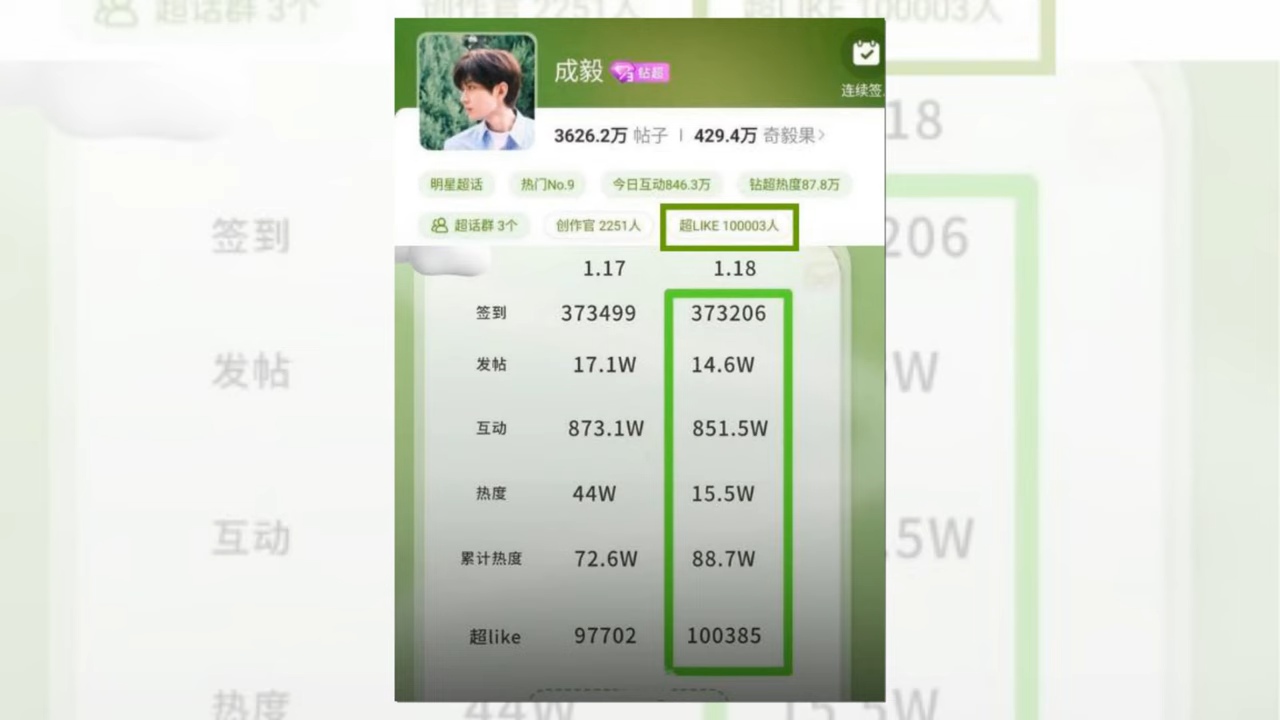 成毅 钻超
连续签
3626.2万 帖子 | 429.4万 奇毅果>
明星超话 热门No.9 今日互动846.3万 钻超热度87.8万
超话群 3个 创作官 2251人 超LIKE 100003人
1.17 1.18
签到 373499 373206
发帖 17.1W 14.6W
互动 873.1W 851.5W
热度 44W 15.5W
累计热度 72.6W 88.7W
超like 97702 100385